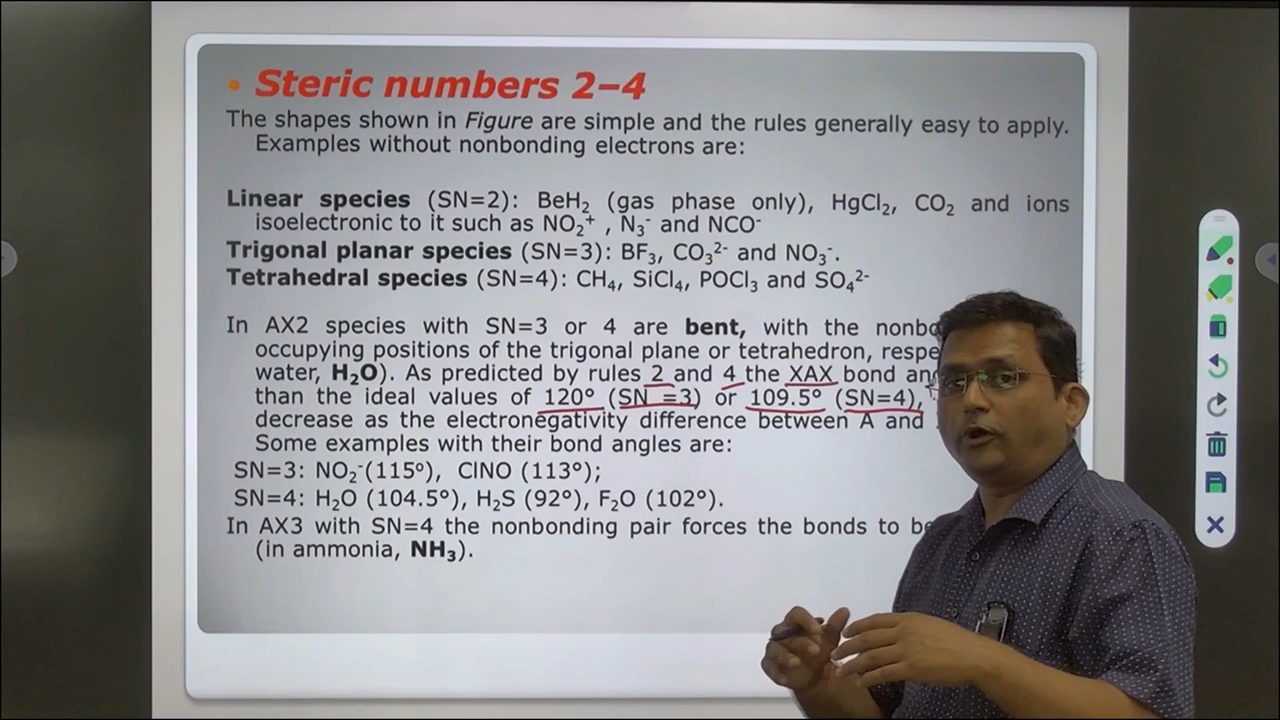 • Steric numbers 2–4
The shapes shown in Figure are simple and the rules generally easy to apply.
Examples without nonbonding electrons are:
Linear species (SN=2): BeH₂ (gas phase only), HgCl₂, CO₂ and ions
isoelectronic to it such as NO₂⁺ , N₃⁻ and NCO⁻
Trigonal planar species (SN=3): BF₃, CO₃²⁻ and NO₃⁻.
Tetrahedral species (SN=4): CH₄, SiCl₄, POCl₃ and SO₄²⁻
In AX2 species with SN=3 or 4 are bent, with the
occupying positions of the trigonal plane or tetrahedron,
water, H₂O). As predicted by rules 2 and 4 the XAX bond
than the ideal values of 120° (SN =3) or 109.5° (SN=4),
decrease as the electronegativity difference between A and
Some examples with their bond angles are:
SN=3: NO₂⁻(115°), ClNO (113°);
SN=4: H₂O (104.5°), H₂S (92°), F₂O (102°).
In AX3 with SN=4 the nonbonding pair forces the bonds to
(in ammonia, NH₃).